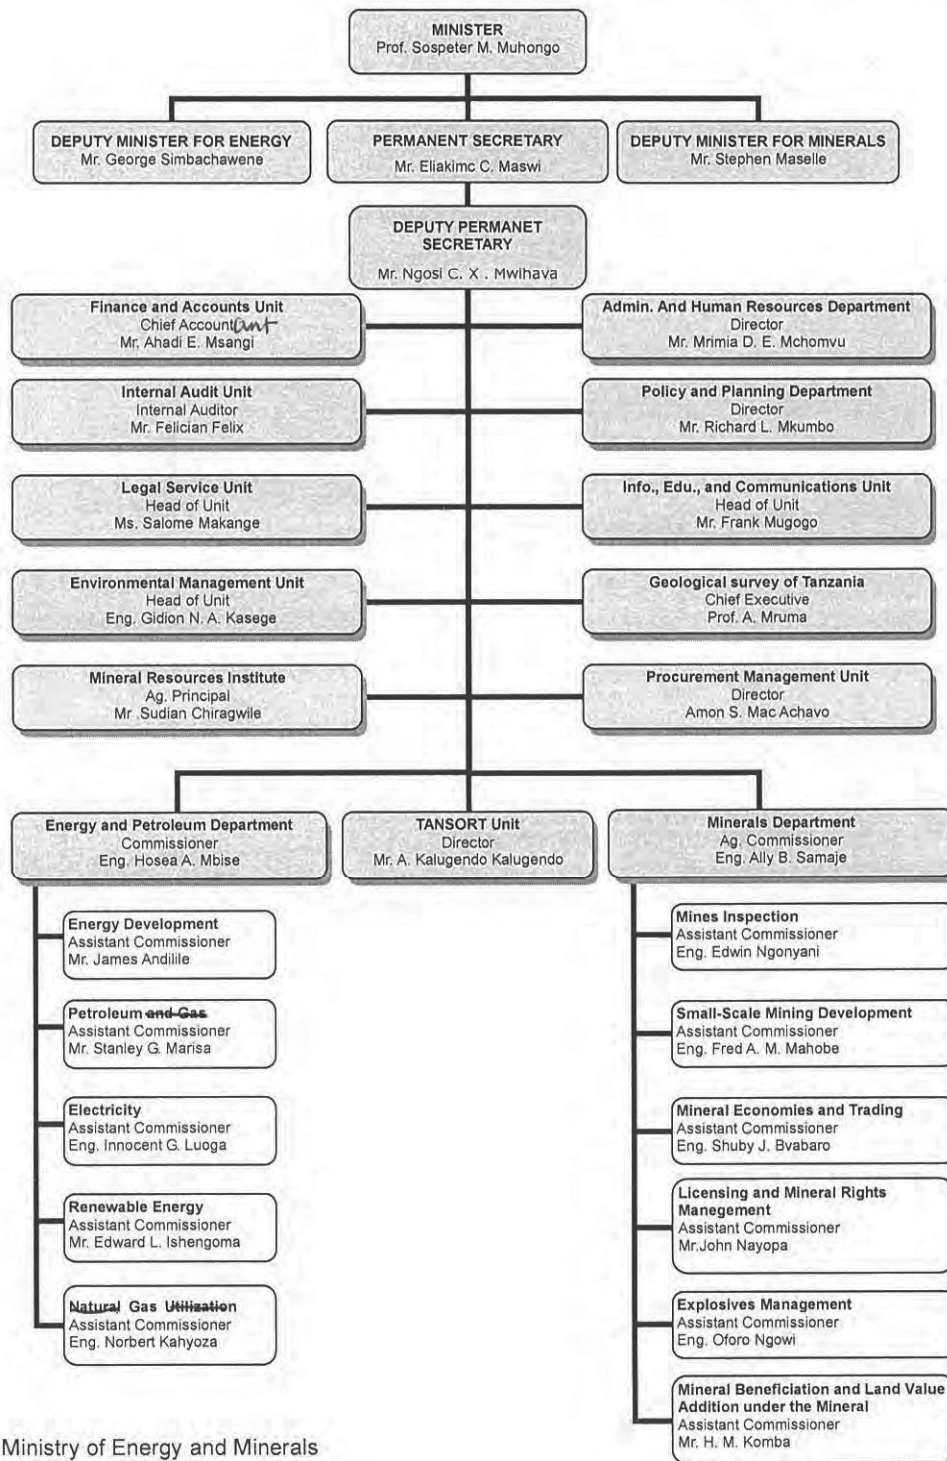 MINISTER
Prof. Sospeter M. Muhongo
DEPUTY MINISTER FOR ENERGY
Mr. George Simbachawene
PERMANENT SECRETARY
Mr. Eliakimc C. Maswi
DEPUTY MINISTER FOR MINERALS
Mr. Stephen Maselle
DEPUTY PERMANET
SECRETARY
Mr. Ngosi C. X . Mwihava
Finance and Accounts Unit
Chief Accountant
Mr. Ahadi E. Msangi
Admin. And Human Resources Department
Director
Mr. Mrimia D. E. Mchomvu
Internal Audit Unit
Internal Auditor
Mr. Felician Felix
Policy and Planning Department
Director
Mr. Richard L. Mkumbo
Legal Service Unit
Head of Unit
Ms. Salome Makange
Info., Edu., and Communications Unit
Head of Unit
Mr. Frank Mugogo
Environmental Management Unit
Head of Unit
Eng. Gidion N. A. Kasege
Geological survey of Tanzania
Chief Executive
Prof. A. Mruma
Mineral Resources Institute
Ag. Principal
Mr .Sudian Chiragwile
Procurement Management Unit
Director
Amon S. Mac Achavo
Energy and Petroleum Department
Commissioner
Eng. Hosea A. Mbise
TANSORT Unit
Director
Mr. A. Kalugendo Kalugendo
Minerals Department
Ag. Commissioner
Eng. Ally B. Samaje
Energy Development
Assistant Commissioner
Mr. James Andilile
Petroleum and Gas
Assistant Commissioner
Mr. Stanley G. Marisa
Electricity
Assistant Commissioner
Eng. Innocent G. Luoga
Renewable Energy
Assistant Commissioner
Mr. Edward L. Ishengoma
Natural Gas Utilization
Assistant Commissioner
Eng. Norbert Kahyoza
Mines Inspection
Assistant Commissioner
Eng. Edwin Ngonyani
Small-Scale Mining Development
Assistant Commissioner
Eng. Fred A. M. Mahobe
Mineral Economies and Trading
Assistant Commissioner
Eng. Shuby J. Bvabaro
Licensing and Mineral Rights
Manegement
Assistant Commissioner
Mr.John Nayopa
Explosives Management
Assistant Commissioner
Eng. Oforo Ngowi
Mineral Beneficiation and Land Value
Addition under the Mineral
Assistant Commissioner
Mr. H. M. Komba
Ministry of Energy and Minerals